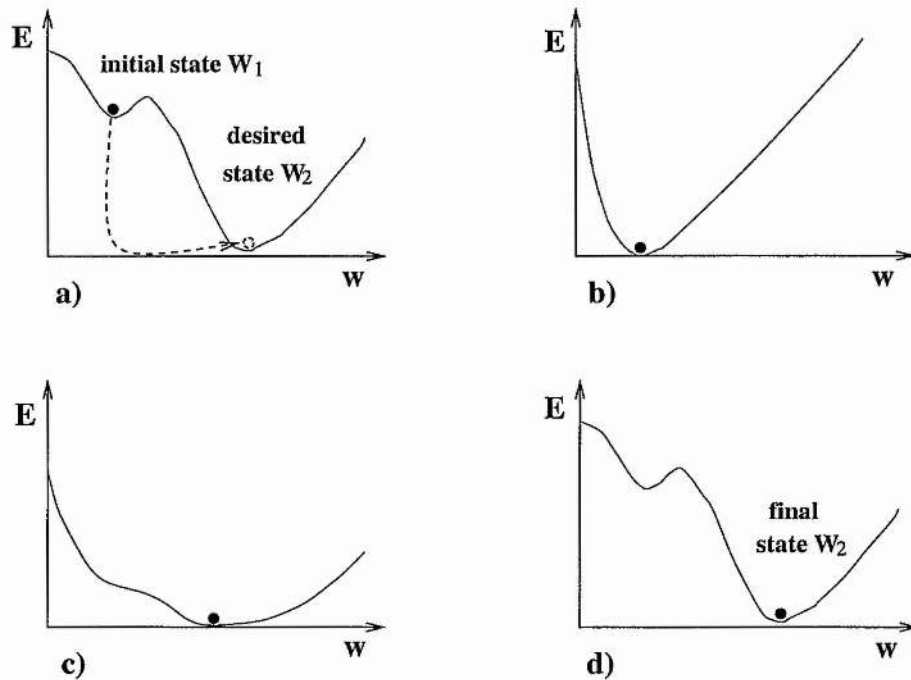 E
initial state W1
desired
state W2
w
a)
E
w
b)
E
w
c)
E
final
state W2
w
d)